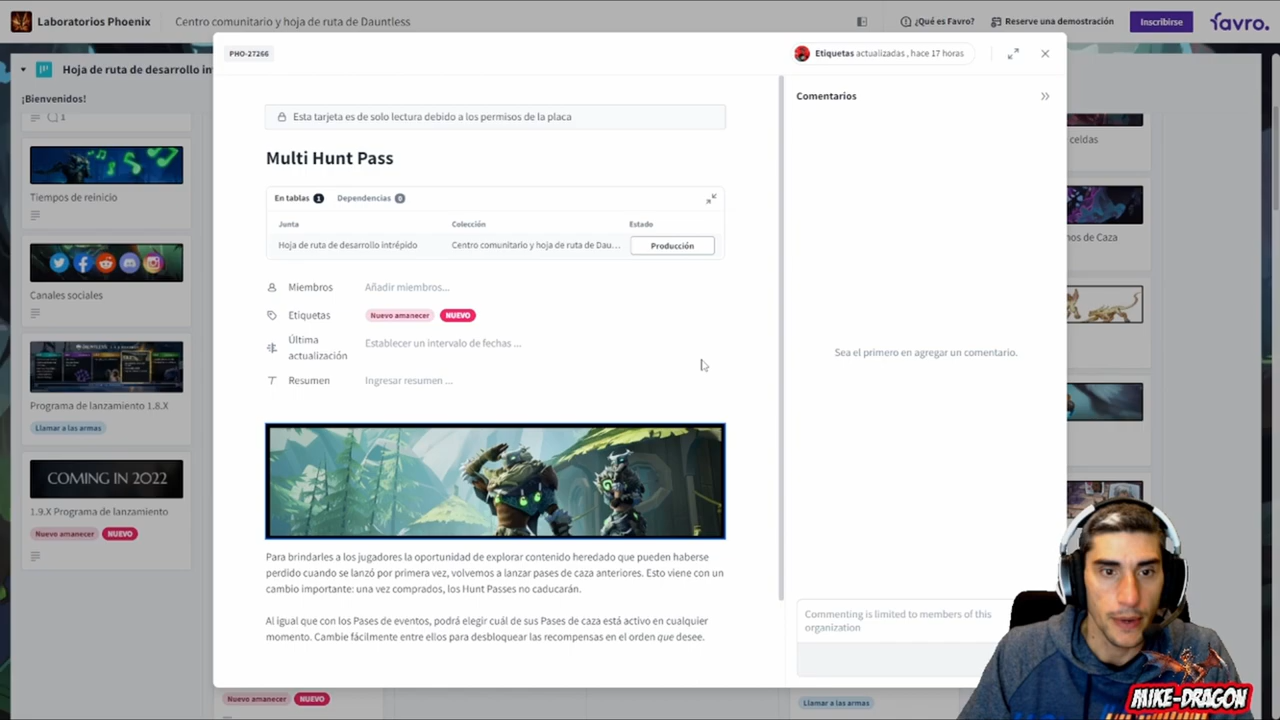 Laboratorios Phoenix
Centro comunitario y hoja de ruta de Dauntless
¿Qué es Favro?
Reserve una demostración
Inscribirse
favro.
Hoja de ruta de desarrollo int
¡Bienvenidos!
1
Tiempos de reinicio
Canales sociales
Programa de lanzamiento 1.8.X
Llamar a las armas
COMING IN 2022
1.9.X Programa de lanzamiento
Nuevo amanecer
NUEVO
PHO-27266
Etiquetas actualizadas , hace 17 horas
Esta tarjeta es de solo lectura debido a los permisos de la placa
Multi Hunt Pass
En tablas 1
Dependencias 0
Junta
Colección
Estado
Hoja de ruta de desarrollo intrépido
Centro comunitario y hoja de ruta de Dau...
Producción
Miembros
Añadir miembros...
Etiquetas
Nuevo amanecer
NUEVO
Última
actualización
Establecer un intervalo de fechas ...
Resumen
Ingresar resumen ...
Para brindarles a los jugadores la oportunidad de explorar contenido heredado que pueden haberse
perdido cuando se lanzó por primera vez, volvemos a lanzar pases de caza anteriores. Esto viene con un
cambio importante: una vez comprados, los Hunt Passes no caducarán.
Al igual que con los Pases de eventos, podrá elegir cuál de sus Pases de caza está activo en cualquier
momento. Cambie fácilmente entre ellos para desbloquear las recompensas en el orden que desee.
Comentarios
Sea el primero en agregar un comentario.
Commenting is limited to members of this
organization
celdas
os de Caza
Nuevo amanecer
NUEVO
Llamar a las armas
MIKE-DRAGON